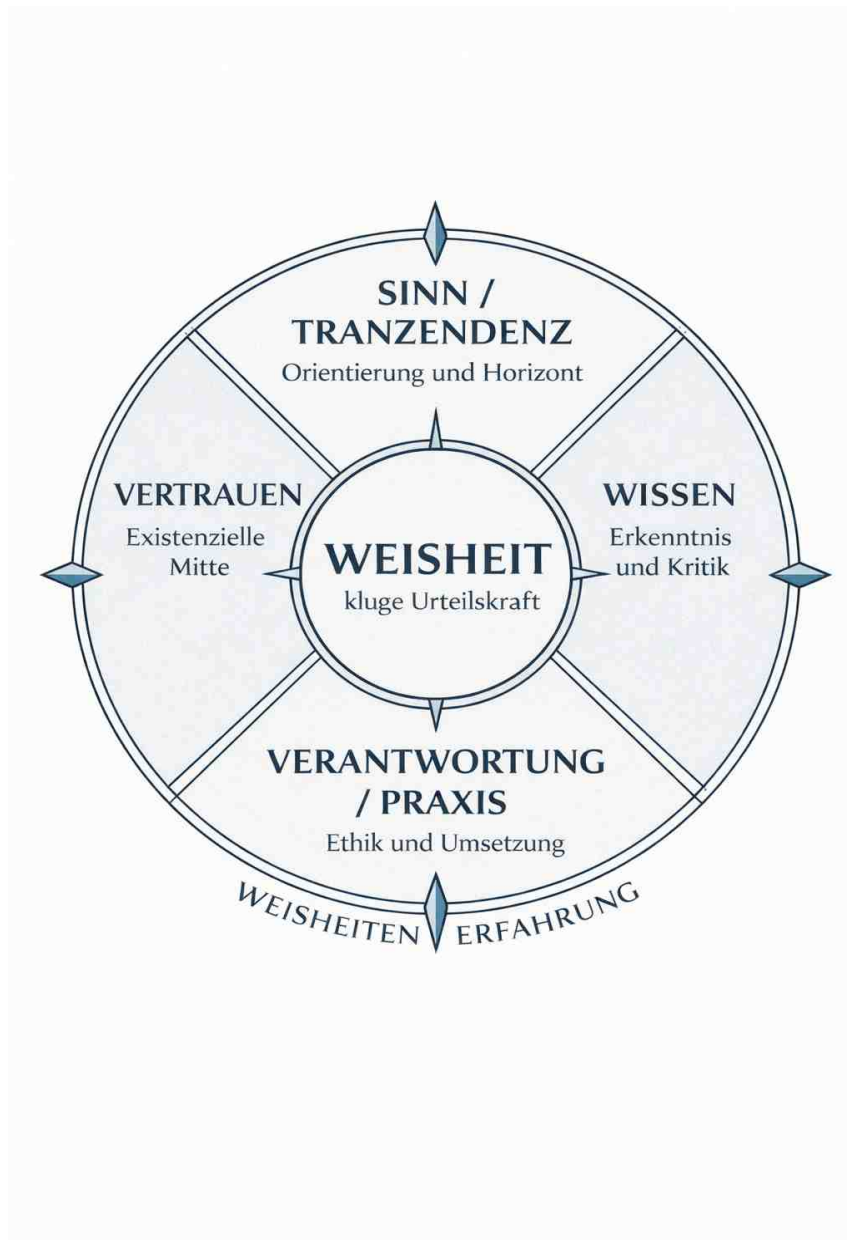 SINN /
TRANZENDENZ
Orientierung und Horizont
VERTRAUEN
Existenzielle
Mitte
WEISHEIT
kluge Urteilskraft
WISSEN
Erkenntnis
und Kritik
VERANTWORTUNG
/ PRAXIS
Ethik und Umsetzung
WEISHEITEN ERFAHRUNG